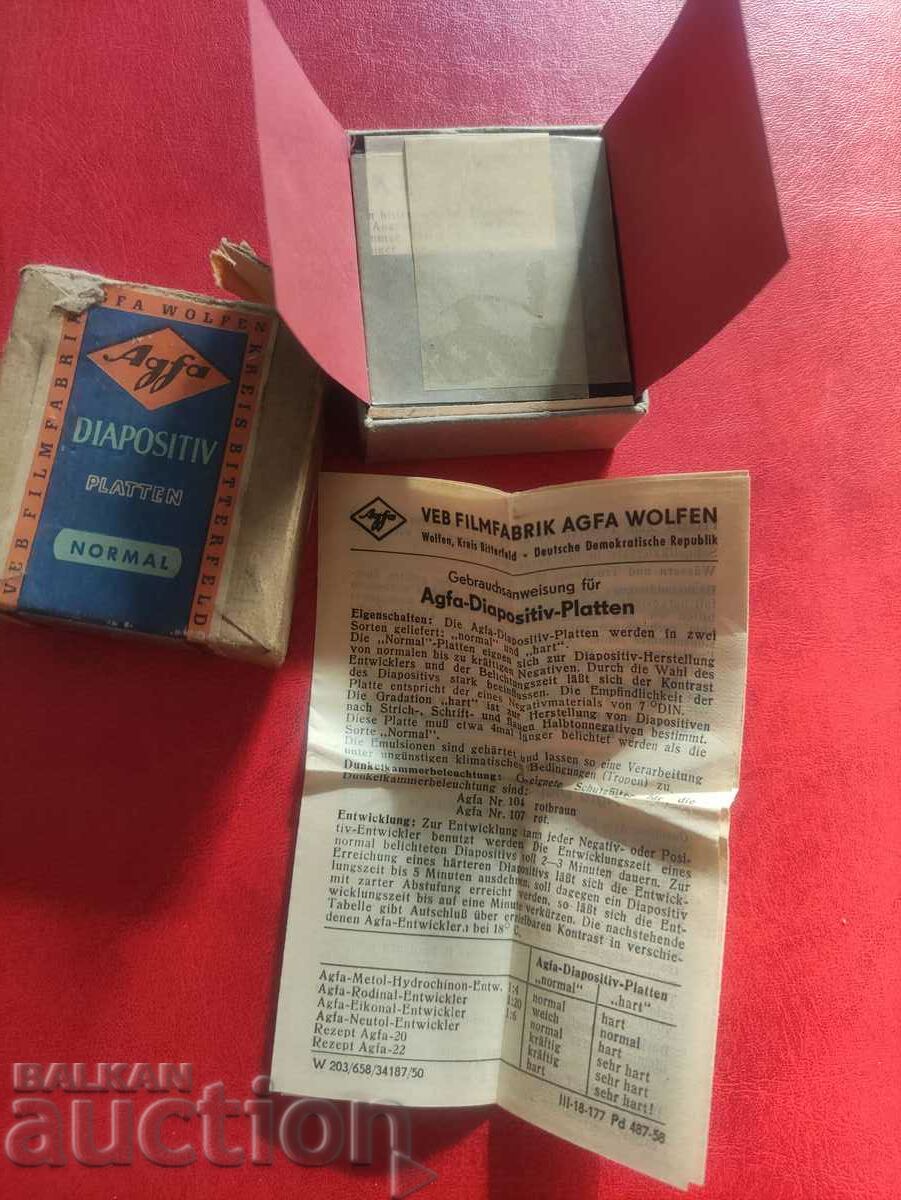 VEB FILMFABRIK AGFA WOLFEN KREIS BITTERFELD
Agfa
DIAPOSITIV
PLATTEN
NORMAL
Agfa
VEB FILMFABRIK AGFA WOLFEN
Wolfen, Kreis Bitterfeld - Deutsche Demokratische Republik
Gebrauchsanweisung für
Agfa-Diapositiv-Platten
Eigenschaften: Die Agfa-Diapositiv-Platten werden in zwei
Sorten geliefert: „normal" und „hart".
Die „Normal"-Platten eignen sich zur Diapositiv-Herstellung
von normalen bis zu kräftigen Negativen. Durch die Wahl des
Entwicklers und der Belichtungszeit läßt sich der Kontrast
des Diapositivs stark beeinflussen. Die Empfindlichkeit der
Platte entspricht der eines Negativmaterials von 7 °DIN.
Die Gradation „hart" ist zur Herstellung von Diapositiven
nach Strich-, Schrift- und flauen Halbtonnegativen bestimmt.
Diese Platte muß etwa 4mal länger belichtet werden als die
Sorte „Normal".
Die Emulsionen sind gehärtet und lassen so eine Verarbeitung
unter ungünstigen klimatischen Bedingungen (Tropen) zu.
Dunkelkammerbeleuchtung: Geeignete Schutzfilter für die
Dunkelkammerbeleuchtung sind:
Agfa Nr. 104 rotbraun
Agfa Nr. 107 rot.
Entwicklung: Zur Entwicklung kann jeder Negativ- oder Posi-
tiv-Entwickler benutzt werden. Die Entwicklungszeit eines
normal belichteten Diapositivs soll 2—3 Minuten dauern. Zur
Erreichung eines härteren Diapositivs läßt sich die Entwick-
lungszeit bis 5 Minuten ausdehnen, soll dagegen ein Diapositiv
mit zarter Abstufung erreicht werden, so läßt sich die Ent-
wicklungszeit bis auf eine Minute verkürzen. Die nachstehende
Tabelle gibt Aufschluß über erzielbaren Kontrast in verschie-
denen Agfa-Entwicklern bei 18° C.
Agfa-Diapositiv-Platten
„normal" „hart"
Agfa-Metol-Hydrochinon-Entw. 1:4 normal hart
Agfa-Rodinal-Entwickler 1:20 weich normal
Agfa-Eikonal-Entwickler 1:6 normal hart
Agfa-Neutol-Entwickler kräftig sehr hart
Rezept Agfa-20 kräftig sehr hart
Rezept Agfa-22 hart sehr hart!
W 203/658/34187/50
III-18-177 Pd 487-58
BALKAN
auction